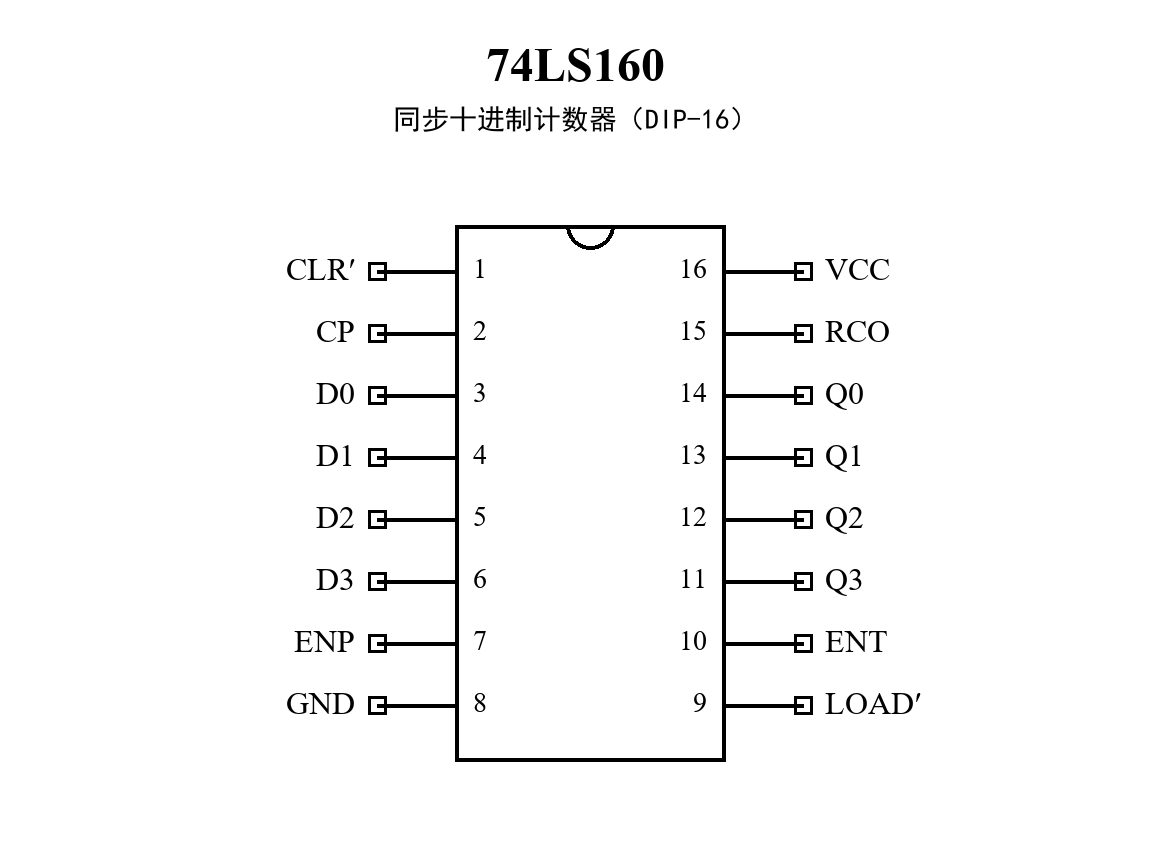 74LS160
同步十进制计数器（DIP-16）
CLR′ 1 16 VCC
CP 2 15 RCO
D0 3 14 Q0
D1 4 13 Q1
D2 5 12 Q2
D3 6 11 Q3
ENP 7 10 ENT
GND 8 9 LOAD′